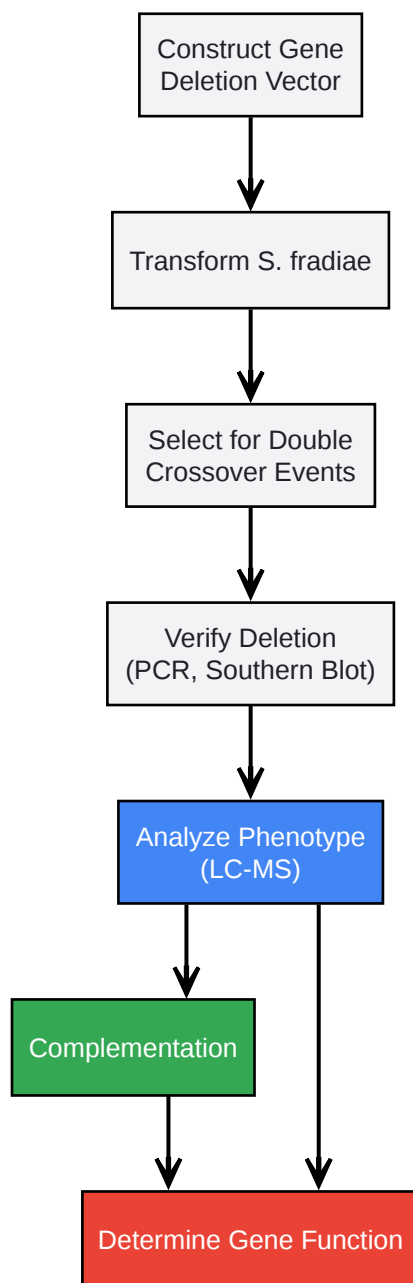 Construct Gene
Deletion Vector
Transform S. fradiae
Select for Double
Crossover Events
Verify Deletion
(PCR, Southern Blot)
Analyze Phenotype
(LC-MS)
Complementation
Determine Gene Function